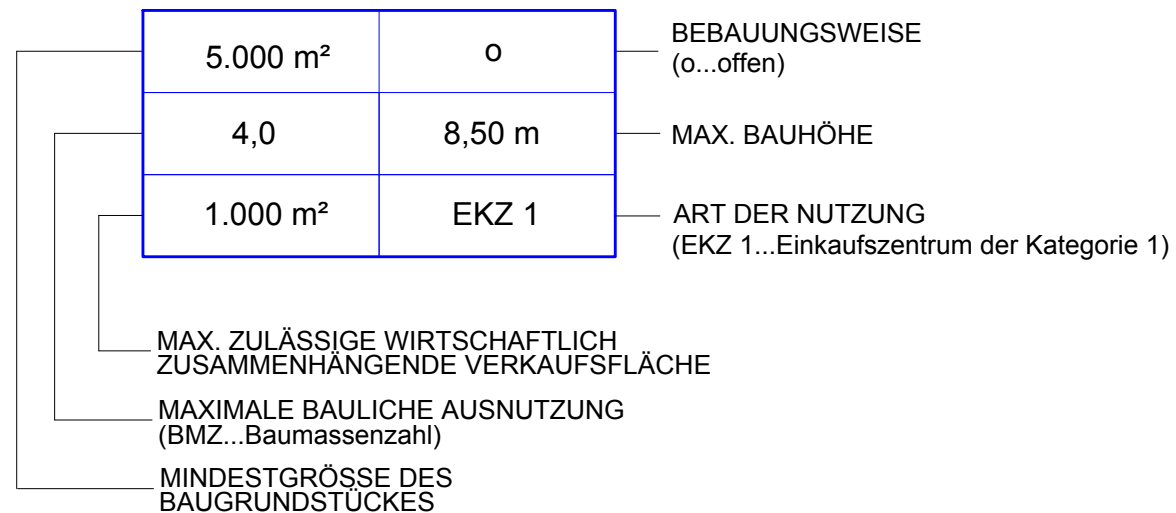 5.000 m²
o
BEBAUUNGSWEISE
(o...offen)
4,0
8,50 m
MAX. BAUHÖHE
1.000 m²
EKZ 1
ART DER NUTZUNG
(EKZ 1...Einkaufszentrum der Kategorie 1)
MAX. ZULÄSSIGE WIRTSCHAFTLICH
ZUSAMMENHÄNGENDE VERKAUFSFLÄCHE
MAXIMALE BAULICHE AUSNUTZUNG
(BMZ...Baumassenzahl)
MINDESTGRÖSSE DES
BAUGRUNDSTÜCKES